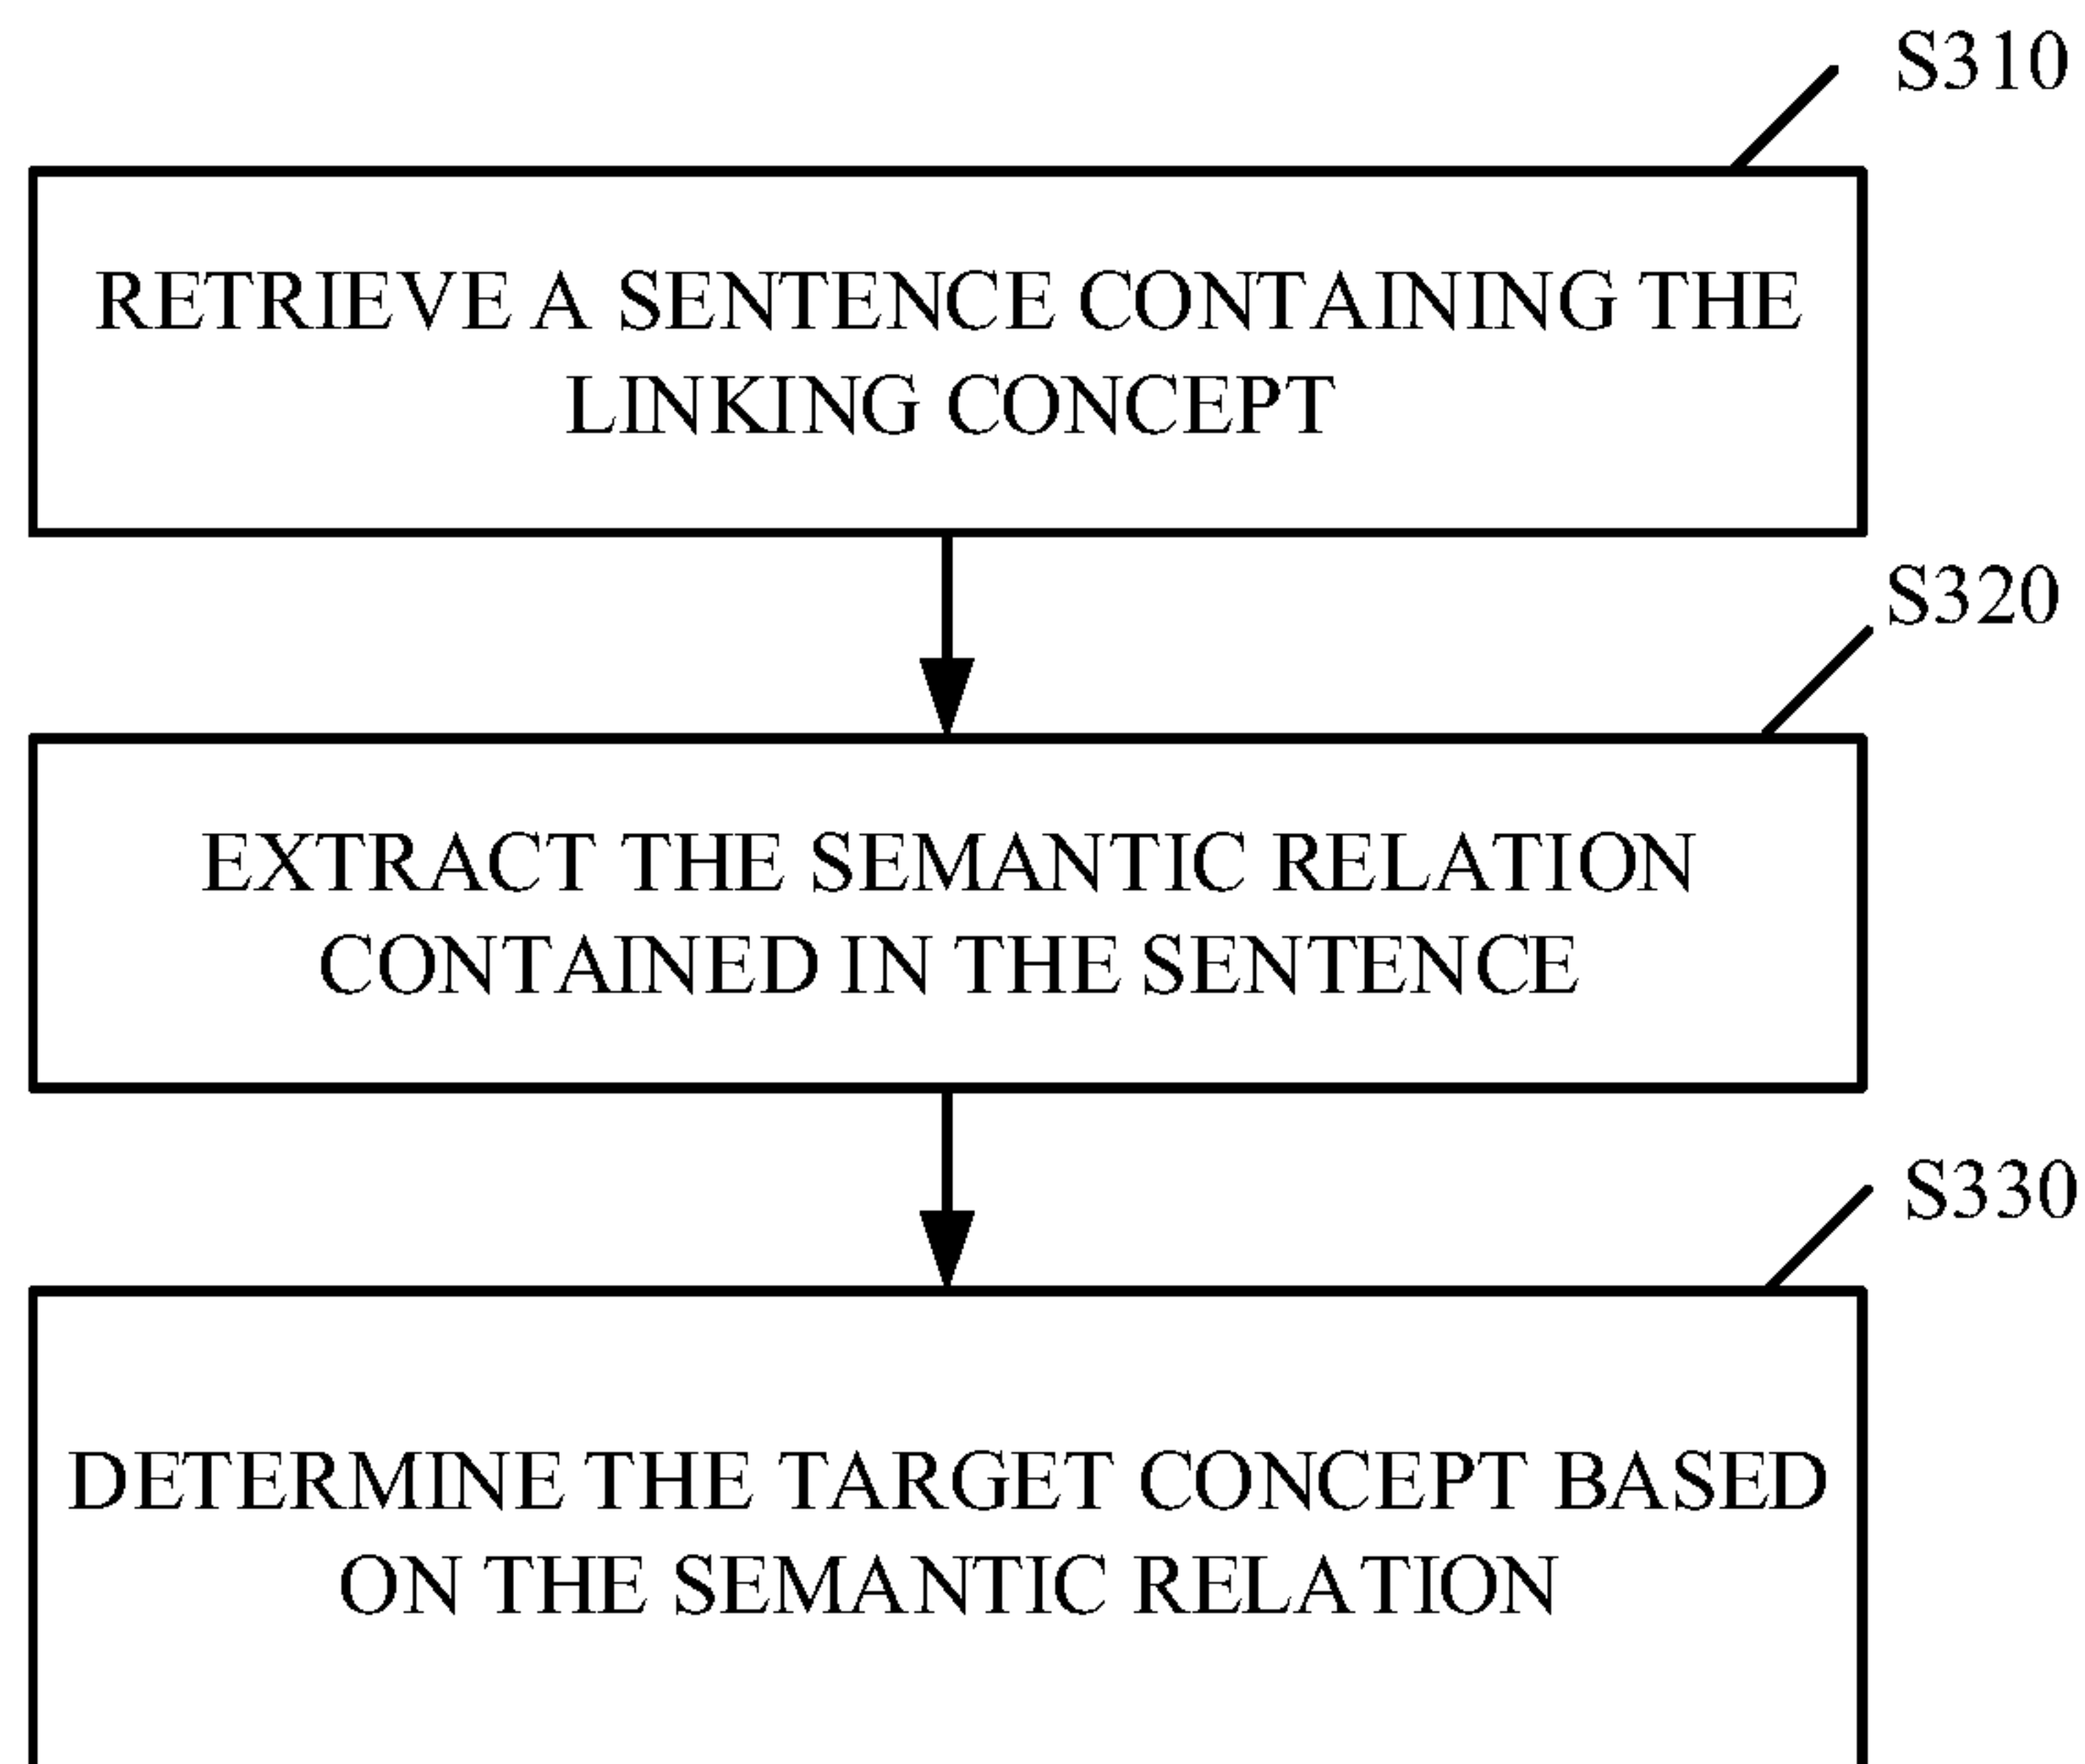 S310
RETRIEVE A SENTENCE CONTAINING THE
LINKING CONCEPT
S320
EXTRACT THE SEMANTIC RELATION
CONTAINED IN THE SENTENCE
S330
DETERMINE THE TARGET CONCEPT BASED
ON THE SEMANTIC RELATION